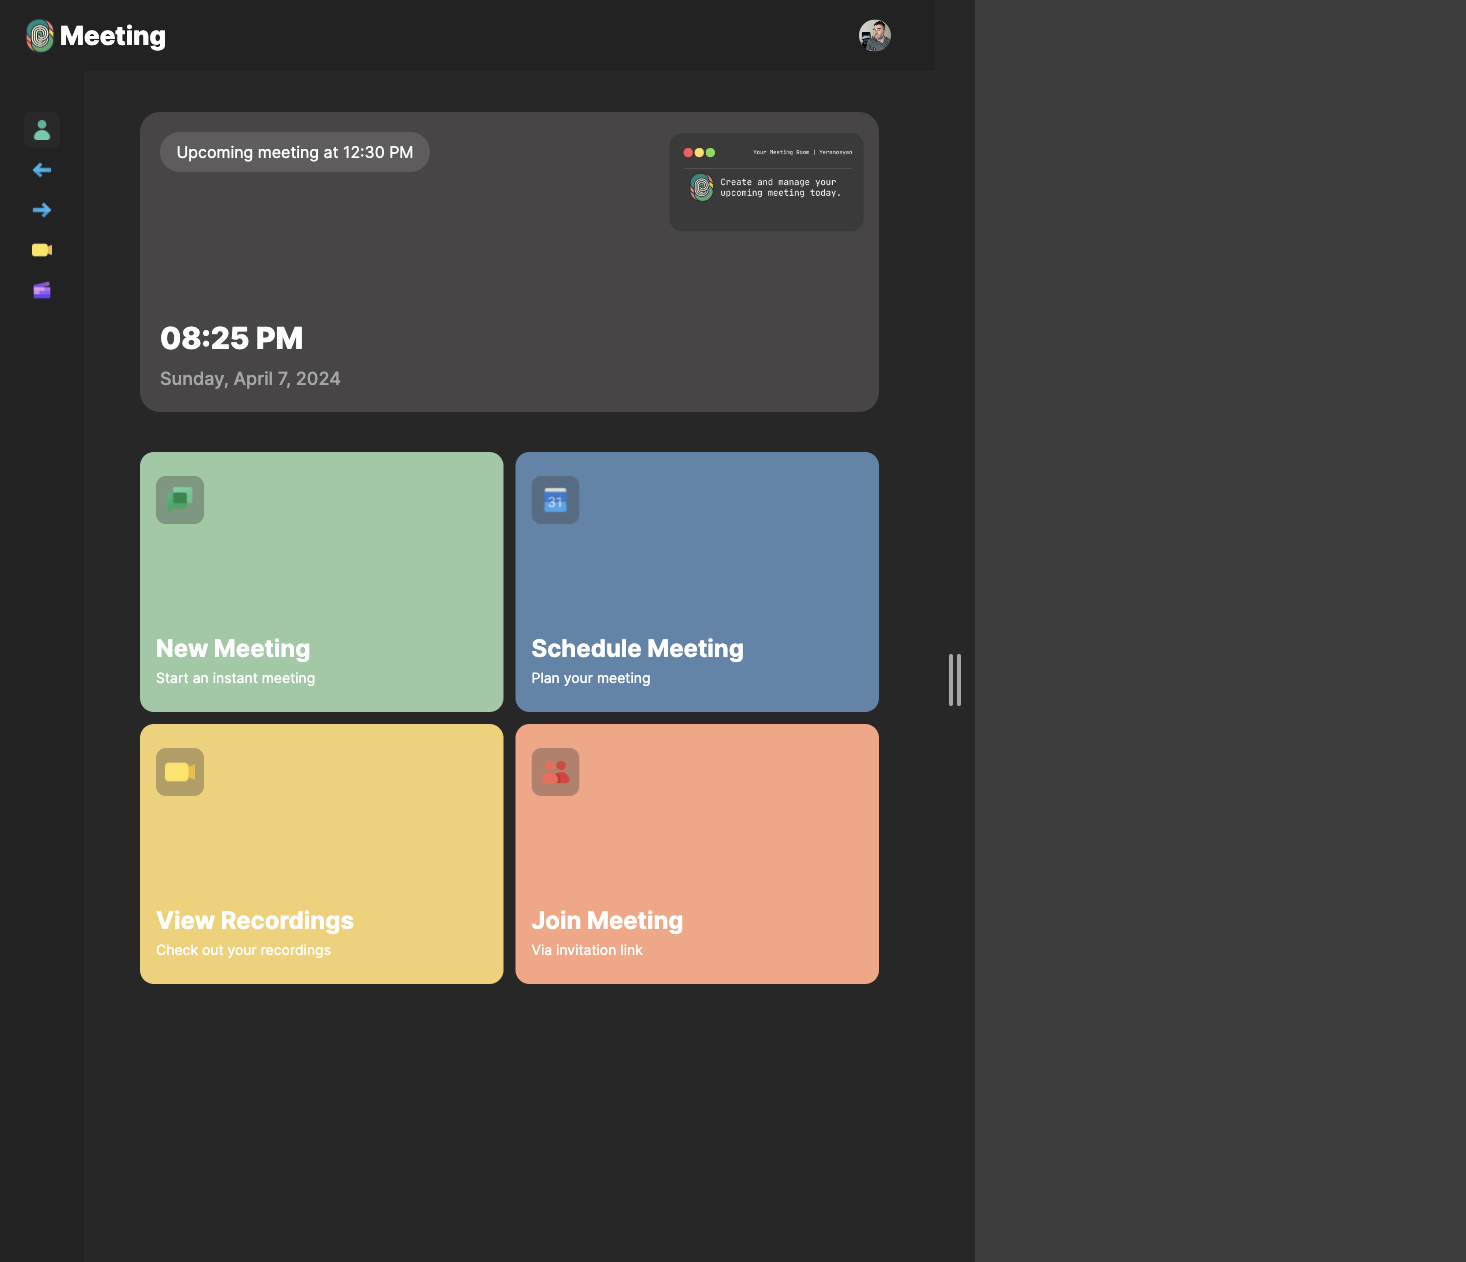 Meeting
Upcoming meeting at 12:30 PM
Your Meeting Room | Yeranosyan
Create and manage your
upcoming meeting today.
08:25 PM
Sunday, April 7, 2024
31
New Meeting
Start an instant meeting
Schedule Meeting
Plan your meeting
View Recordings
Check out your recordings
Join Meeting
Via invitation link